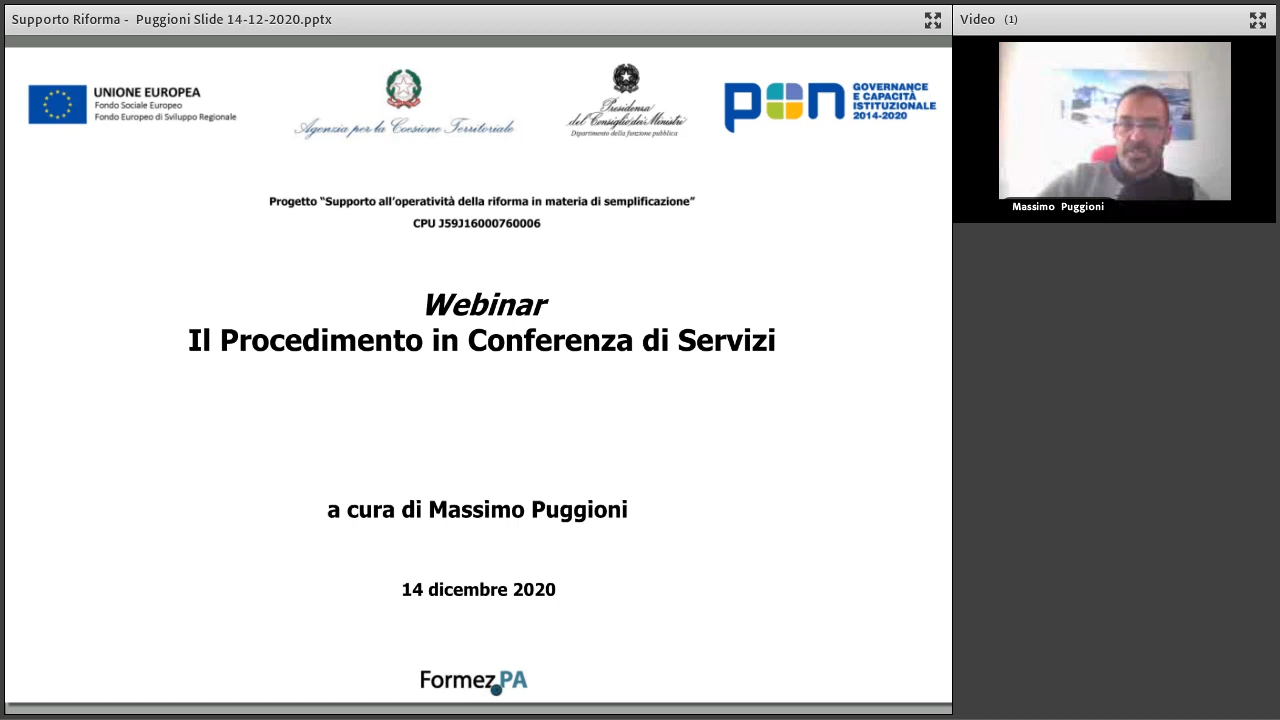 Supporto Riforma - Puggioni Slide 14-12-2020.pptx
Video (1)
UNIONE EUROPEA
Fondo Sociale Europeo
Fondo Europeo di Sviluppo Regionale
Agenzia per la Coesione Territoriale
Presidenza
del Consiglio dei Ministri
Dipartimento della funzione pubblica
pon
GOVERNANCE
E CAPACITÀ
ISTITUZIONALE
2014-2020
Massimo Puggioni
Progetto “Supporto all’operatività della riforma in materia di semplificazione”
CPU J59J16000760006
Webinar
Il Procedimento in Conferenza di Servizi
a cura di Massimo Puggioni
14 dicembre 2020
Formez PA